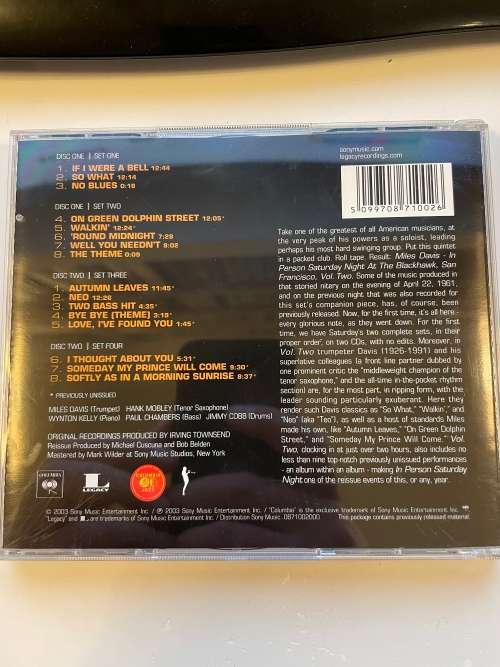 DISC ONE | SET ONE
1. IF I WERE A BELL 12:44
2. SO WHAT 12:14
3. NO BLUES 0:16
DISC ONE | SET TWO
4. ON GREEN DOLPHIN STREET 12:05*
5. WALKIN' 12:24*
6. 'ROUND MIDNIGHT 7:29
7. WELL YOU NEEDN'T 8:02
8. THE THEME 0:09
DISC TWO | SET THREE
1. AUTUMN LEAVES 11:45*
2. NEO 12:28
3. TWO BASS HIT 4:35*
4. BYE BYE (THEME) 3:18*
5. LOVE, I'VE FOUND YOU 1:45*
DISC TWO | SET FOUR
6. I THOUGHT ABOUT YOU 5:31*
7. SOMEDAY MY PRINCE WILL COME 9:30*
8. SOFTLY AS IN A MORNING SUNRISE 8:37*
* PREVIOUSLY UNISSUED
MILES DAVIS (Trumpet) HANK MOBLEY (Tenor Saxophone)
WYNTON KELLY (Piano) PAUL CHAMBERS (Bass) JIMMY COBB (Drums)
ORIGINAL RECORDINGS PRODUCED BY IRVING TOWNSEND
Reissue Produced by Michael Cuscuna and Bob Belden
Mastered by Mark Wilder at Sony Music Studios, New York
sonymusic.com
legacyrecordings.com
5 099708 710026
Take one of the greatest of all American musicians, at
the very peak of his powers as a soloist, leading
perhaps his most hard swinging group. Put this quintet
in a packed club. Roll tape. Result: Miles Davis - In
Person Saturday Night At The Blackhawk, San
Francisco, Vol. Two. Some of the music produced in
that storied nitery on the evening of April 22, 1961,
and on the previous night that was also recorded for
this set's companion piece, has, of course, been
previously released. Now, for the first time, it's all here -
every glorious note, as they went down. For the first
time, we have Saturday's two complete sets, in their
proper order, on two CDs, with no edits. Moreover, in
Vol. Two trumpeter Davis (1926-1991) and his
superlative colleagues (a front line partner dubbed by
one prominent critic the "middleweight champion of the
tenor saxophone," and the all-time in-the-pocket rhythm
section) are, for the most part, in ripping form, with the
leader sounding particularly exuberant. Here they
render such Davis classics as "So What," "Walkin'," and
"Neo" (aka "Teo"), as well as a host of standards Miles
made his own, like "Autumn Leaves," "On Green Dolphin
Street," and "Someday My Prince Will Come." Vol.
Two, clocking in at just over two hours, also includes no
less than nine top-notch previously unissued performances
- an album within an album - making In Person Saturday
Night one of the reissue events of this, or any, year.
COLUMBIA
L
LEGACY
COLUMBIA
JAZZ
© 2003 Sony Music Entertainment Inc. / ℗ 2003 Sony Music Entertainment Inc. / "Columbia" is the exclusive trademark of Sony Music Entertainment Inc.
"Legacy" and L are trademarks of Sony Music Entertainment Inc. / Distribution Sony Music. 0871002000 This package contains previously released material.